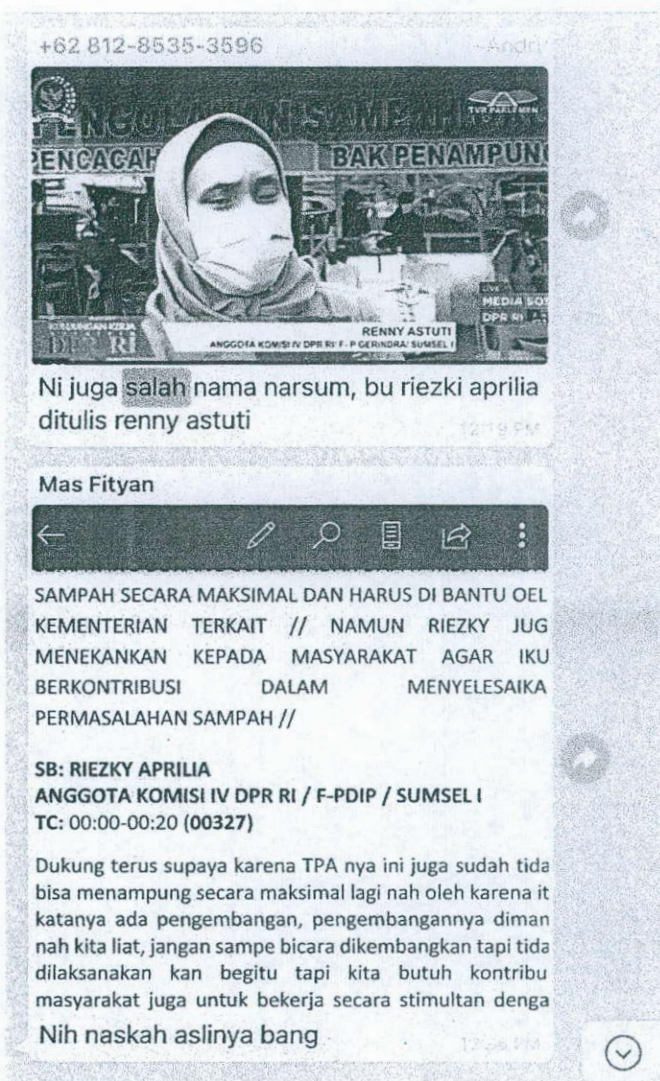 +62 812-8535-3596
~Andri
PENGOLAHAN SAMPAH
TVR PARLEMEN
PENCACAH
BAK PENAMPUN
LIVE
MEDIA SOS
DPR RI
KUNJUNGAN KERJA
DPR RI
RENNY ASTUTI
ANGGOTA KOMISI IV DPR RI/ F- P GERINDRA/ SUMSEL I
Ni juga salah nama narsum, bu riezki aprilia
ditulis renny astuti
12:19 PM
Mas Fityan
SAMPAH SECARA MAKSIMAL DAN HARUS DI BANTU OEL
KEMENTERIAN TERKAIT // NAMUN RIEZKY JUG
MENEKANKAN KEPADA MASYARAKAT AGAR IKU
BERKONTRIBUSI DALAM MENYELESAIKA
PERMASALAHAN SAMPAH //
SB: RIEZKY APRILIA
ANGGOTA KOMISI IV DPR RI / F-PDIP / SUMSEL I
TC: 00:00-00:20 (00327)
Dukung terus supaya karena TPA nya ini juga sudah tida
bisa menampung secara maksimal lagi nah oleh karena it
katanya ada pengembangan, pengembangannya diman
nah kita liat, jangan sampe bicara dikembangkan tapi tida
dilaksanakan kan begitu tapi kita butuh kontribu
masyarakat juga untuk bekerja secara stimultan denga
Nih naskah aslinya bang